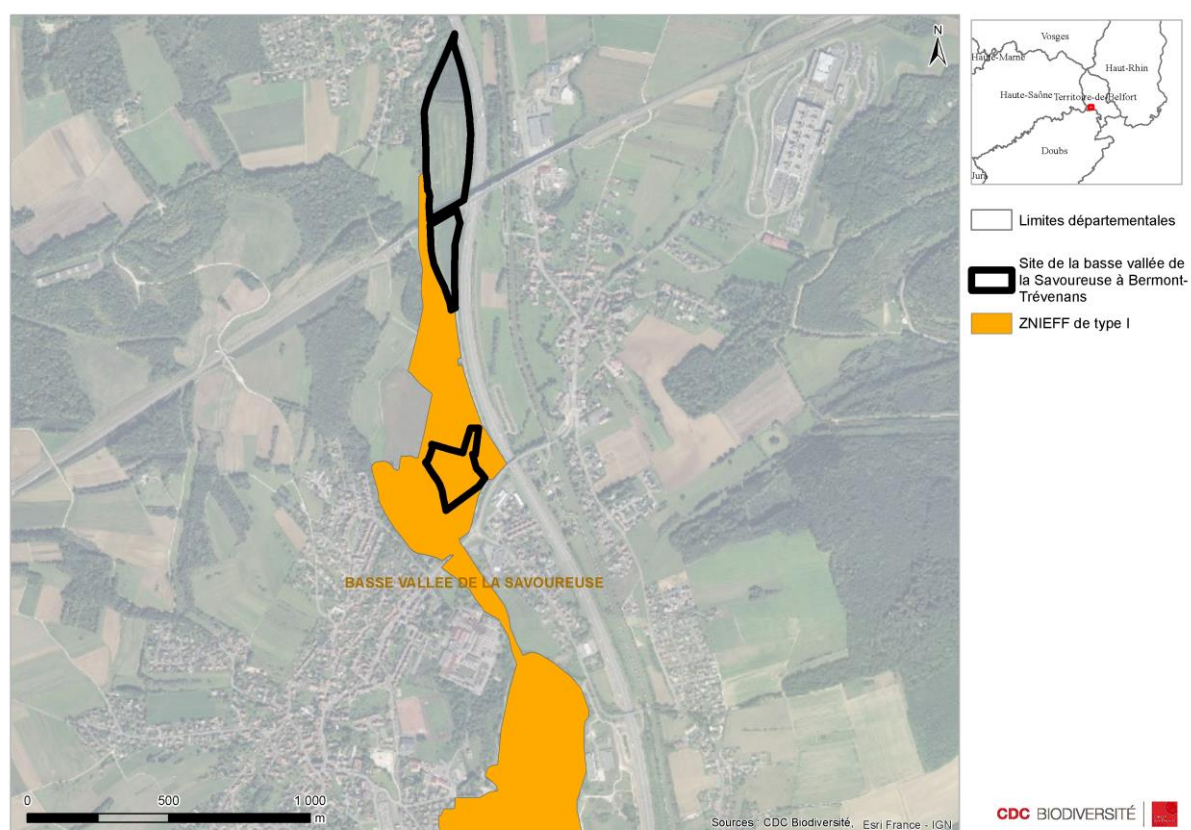 N
Vosges
Haute-Marne
Haut-Rhin
Haute-Saône
Territoire-de-Belfort
Doubs
Jura
Limites départementales
Site de la basse vallée de
la Savoureuse à Bermont-
Trévenans
ZNIEFF de type I
BASSE VALLEE DE LA SAVOUREUSE
0 500 1 000
m
Sources : CDC Biodiversité, Esri France - IGN
CDC BIODIVERSITÉ